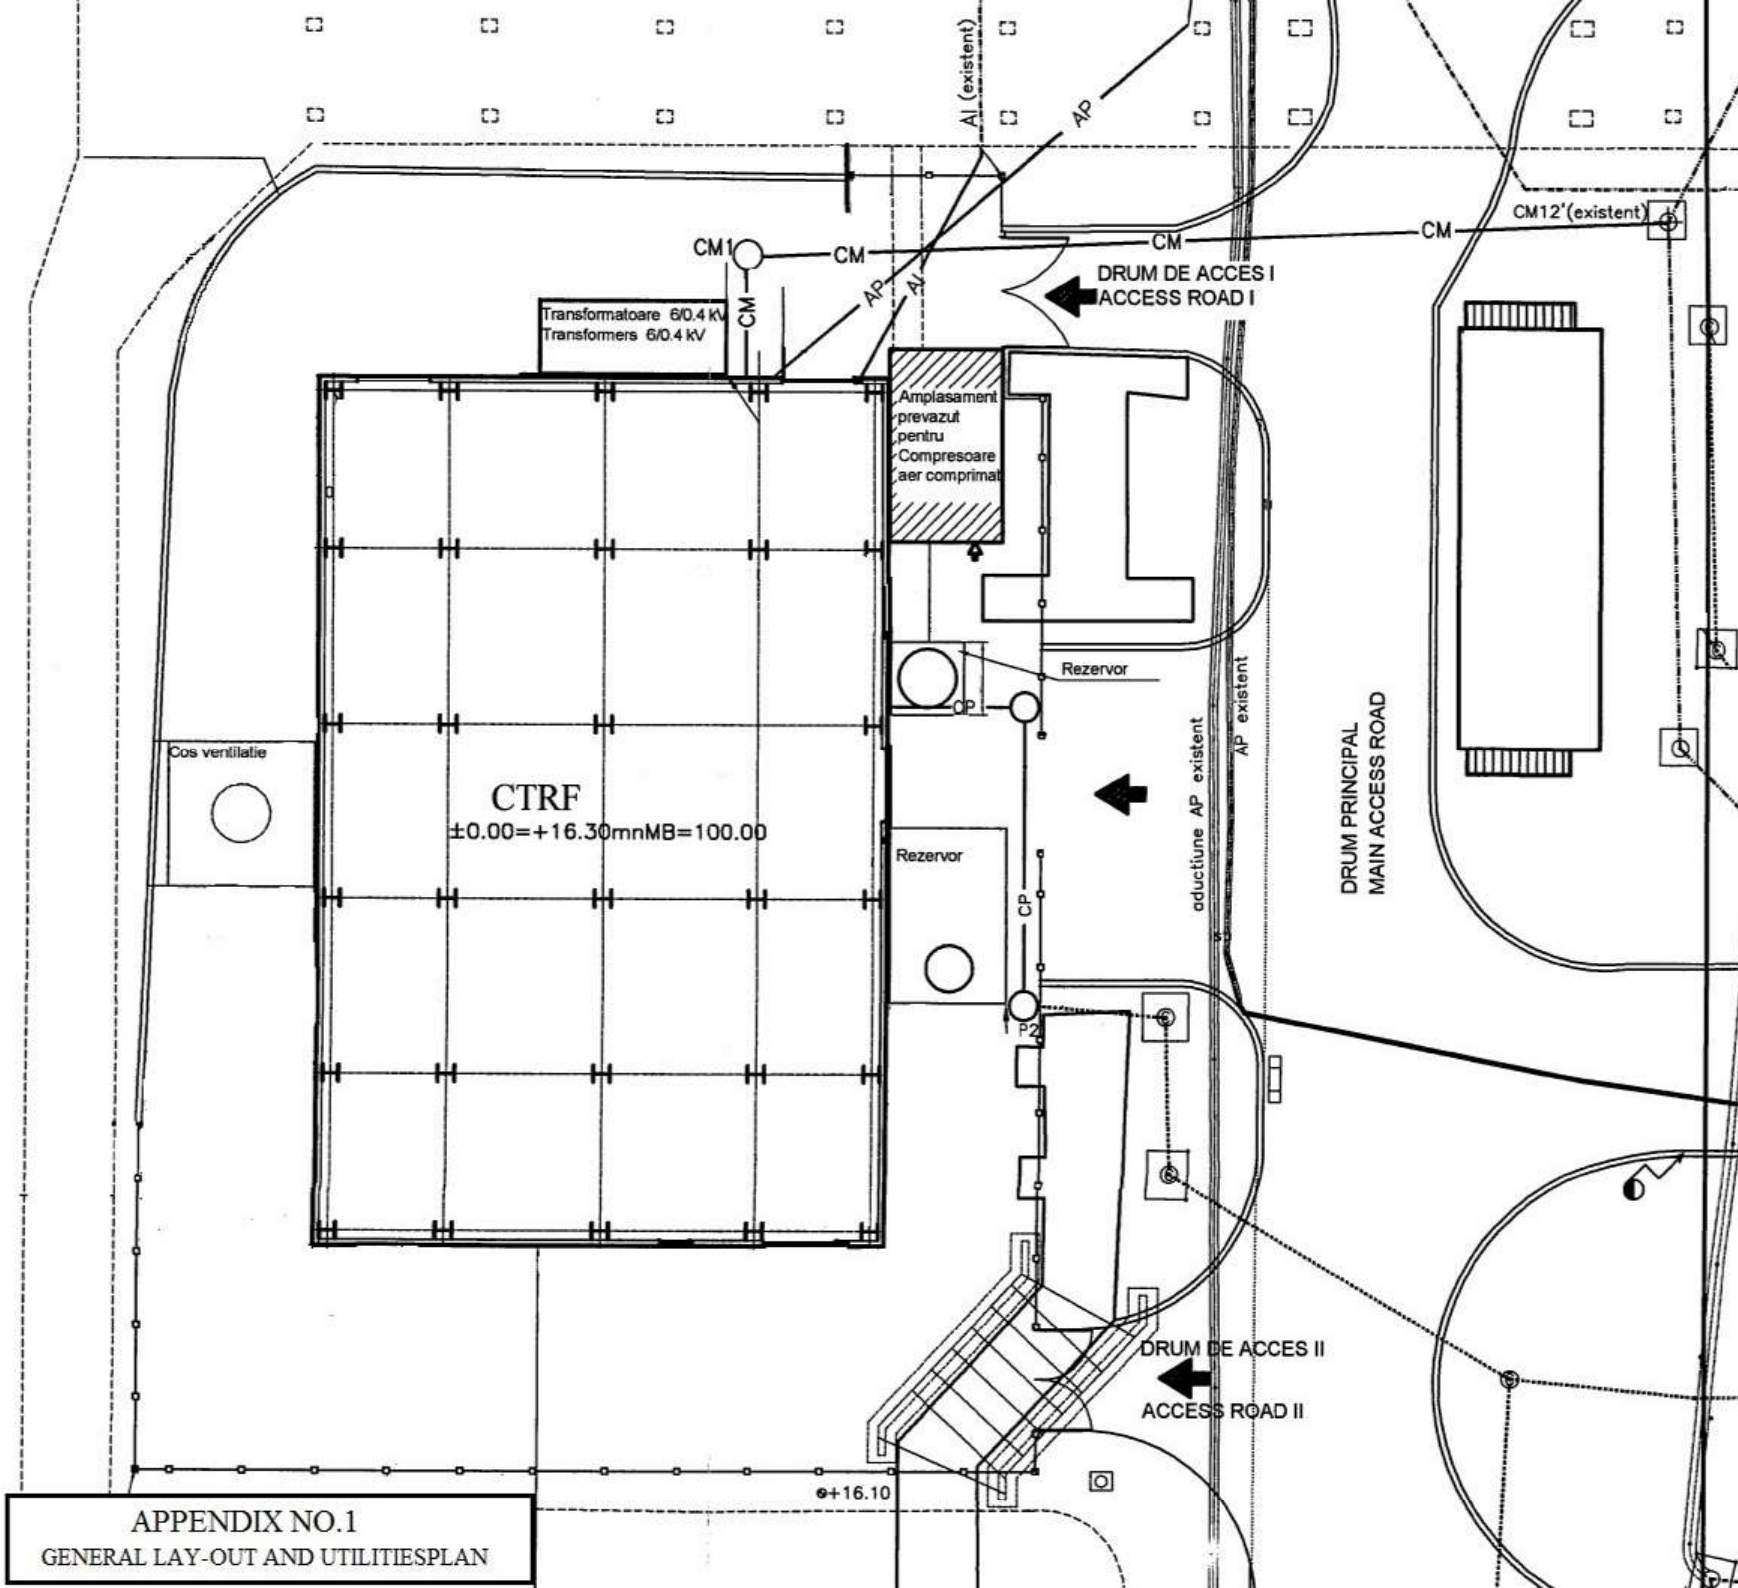 AI (existent)
AP
CM12'(existent)
CM1
CM
CM
CM
DRUM DE ACCES I
ACCESS ROAD I
AP
AI
CM
Transformatoare 6/0.4 kV
Transformers 6/0.4 kV
Amplasament
prevazut
pentru
Compresoare
aer comprimat
Rezervor
CP
AP existent
aductiune AP existent
DRUM PRINCIPAL
MAIN ACCESS ROAD
Cos ventilatie
CTRF
±0.00=+16.30mnMB=100.00
Rezervor
CP
P2
DRUM DE ACCES II
ACCESS ROAD II
+16.10
APPENDIX NO.1
GENERAL LAY-OUT AND UTILITIESPLAN